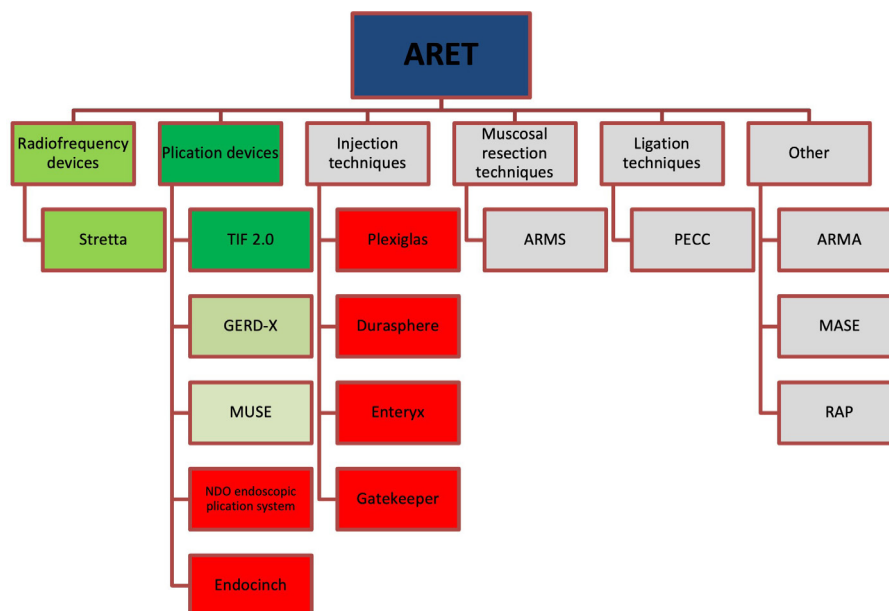 ARET
Radiofrequency
devices
Plication devices
Injection
techniques
Muscosal
resection
techniques
Ligation
techniques
Other
Stretta
TIF 2.0
Plexiglas
ARMS
PECC
ARMA
GERD-X
Durasphere
MASE
MUSE
Enteryx
RAP
NDO endoscopic
plication system
Gatekeeper
Endocinch